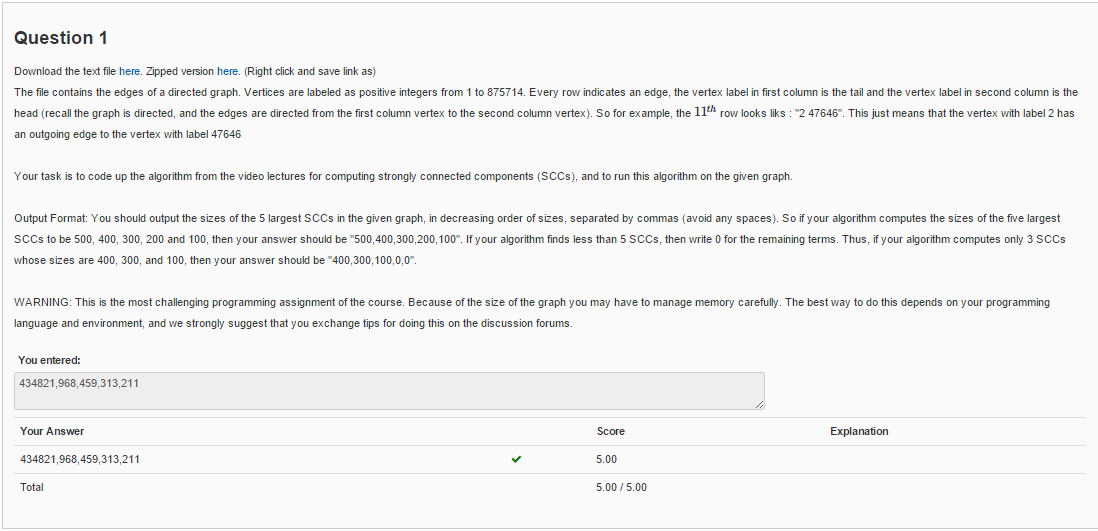 Question 1
Download the text file here. Zipped version here. (Right click and save link as)
The file contains the edges of a directed graph. Vertices are labeled as positive integers from 1 to 875714. Every row indicates an edge, the vertex label in first column is the tail and the vertex label in second column is the
head (recall the graph is directed, and the edges are directed from the first column vertex to the second column vertex). So for example, the 11th row looks liks : "2 47646". This just means that the vertex with label 2 has
an outgoing edge to the vertex with label 47646
Your task is to code up the algorithm from the video lectures for computing strongly connected components (SCCs), and to run this algorithm on the given graph.
Output Format: You should output the sizes of the 5 largest SCCs in the given graph, in decreasing order of sizes, separated by commas (avoid any spaces). So if your algorithm computes the sizes of the five largest
SCCs to be 500, 400, 300, 200 and 100, then your answer should be "500,400,300,200,100". If your algorithm finds less than 5 SCCs, then write 0 for the remaining terms. Thus, if your algorithm computes only 3 SCCs
whose sizes are 400, 300, and 100, then your answer should be "400,300,100,0,0".
WARNING: This is the most challenging programming assignment of the course. Because of the size of the graph you may have to manage memory carefully. The best way to do this depends on your programming
language and environment, and we strongly suggest that you exchange tips for doing this on the discussion forums.
You entered:
434821,968,459,313,211
Your Answer Score Explanation
434821,968,459,313,211 5.00
Total 5.00 / 5.00